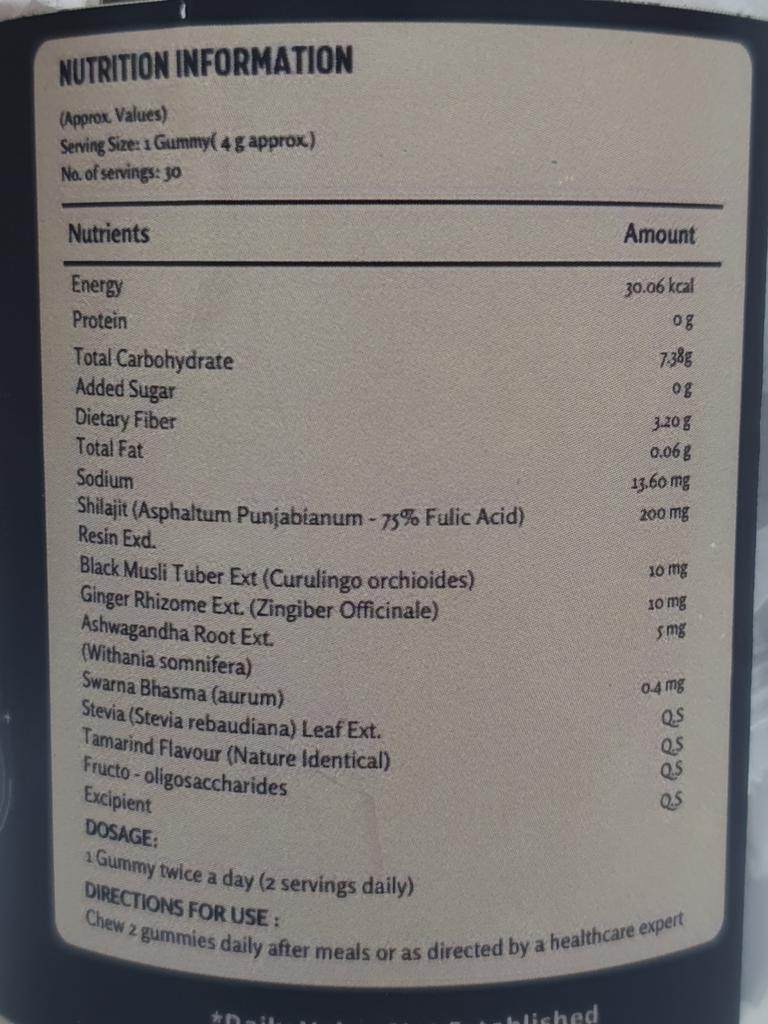 NUTRITION INFORMATION
(Approx. Values)
Serving Size: 1 Gummy( 4 g approx.)
No. of servings: 30
Nutrients Amount
Energy 30.06 kcal
Protein 0 g
Total Carbohydrate 7.38g
Added Sugar 0 g
Dietary Fiber 3.20 g
Total Fat 0.06 g
Sodium 13.60 mg
Shilajit (Asphaltum Punjabianum - 75% Fulic Acid) 200 mg
Resin Exd.
Black Musli Tuber Ext (Curulingo orchioides) 10 mg
Ginger Rhizome Ext. (Zingiber Officinale) 10 mg
Ashwagandha Root Ext. 5 mg
(Withania somnifera)
Swarna Bhasma (aurum) 0.4 mg
Stevia (Stevia rebaudiana) Leaf Ext. Q.S
Tamarind Flavour (Nature Identical) Q.S
Fructo - oligosaccharides Q.S
Excipient Q.S
DOSAGE:
1 Gummy twice a day (2 servings daily)
DIRECTIONS FOR USE :
Chew 2 gummies daily after meals or as directed by a healthcare expert